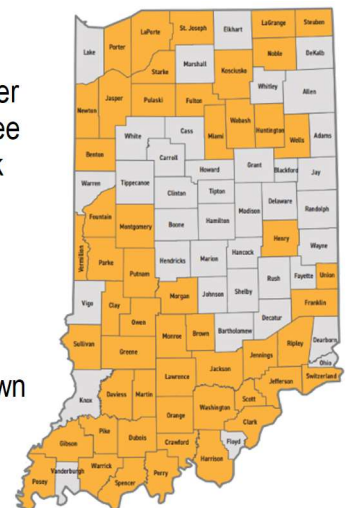 er
ee
k
wn
St. Joseph
Elkhart
LaGrange
Steuben
LaPorte
Porter
Lake
Noble
DeKalb
Marshall
Starke
Kosciusko
Whitley
Allen
Jasper
Pulaski
Fulton
Newton
Wabash
Huntington
Miami
Wells
Adams
White
Cass
Benton
Carroll
Grant
Blackford
Jay
Howard
Warren
Tippecanoe
Tipton
Clinton
Delaware
Randolph
Madison
Fountain
Montgomery
Boone
Hamilton
Henry
Wayne
Vermillion
Hancock
Parke
Hendricks
Marion
Putnam
Rush
Fayette
Union
Shelby
Morgan
Johnson
Vigo
Clay
Franklin
Owen
Decatur
Monroe
Brown
Bartholomew
Dearborn
Sullivan
Greene
Ripley
Jennings
Ohio
Jackson
Lawrence
Switzerland
Jefferson
Knox
Daviess
Martin
Scott
Washington
Orange
Clark
Pike
Dubois
Gibson
Crawford
Floyd
Harrison
Warrick
Vanderburgh
Perry
Posey
Spencer